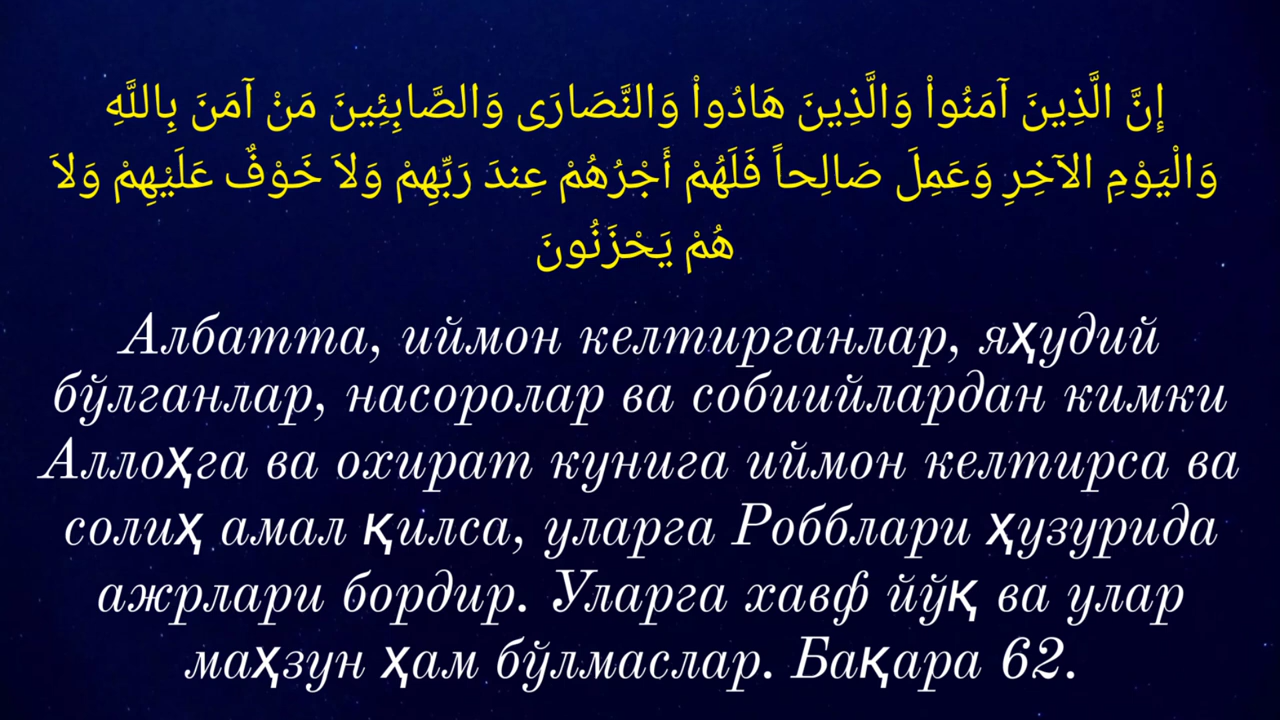 إِنَّ الَّذِينَ آمَنُواْ وَالَّذِينَ هَادُواْ وَالنَّصَارَى وَالصَّابِئِينَ مَنْ آمَنَ بِاللَّهِ
وَالْيَوْمِ الآخِرِ وَعَمِلَ صَالِحاً فَلَهُمْ أَجْرُهُمْ عِندَ رَبِّهِمْ وَلاَ خَوْفٌ عَلَيْهِمْ وَلاَ
هُمْ يَحْزَنُونَ
Албатта, иймон келтирганлар, яҳудий
бўлганлар, насоролар ва собиийлардан кимки
Аллоҳга ва охират кунига иймон келтирса ва
солиҳ амал қилса, уларга Робблари ҳузурида
ажрлари бордир. Уларга хавф йўқ ва улар
маҳзун ҳам бўлмаслар. Бақара 62.